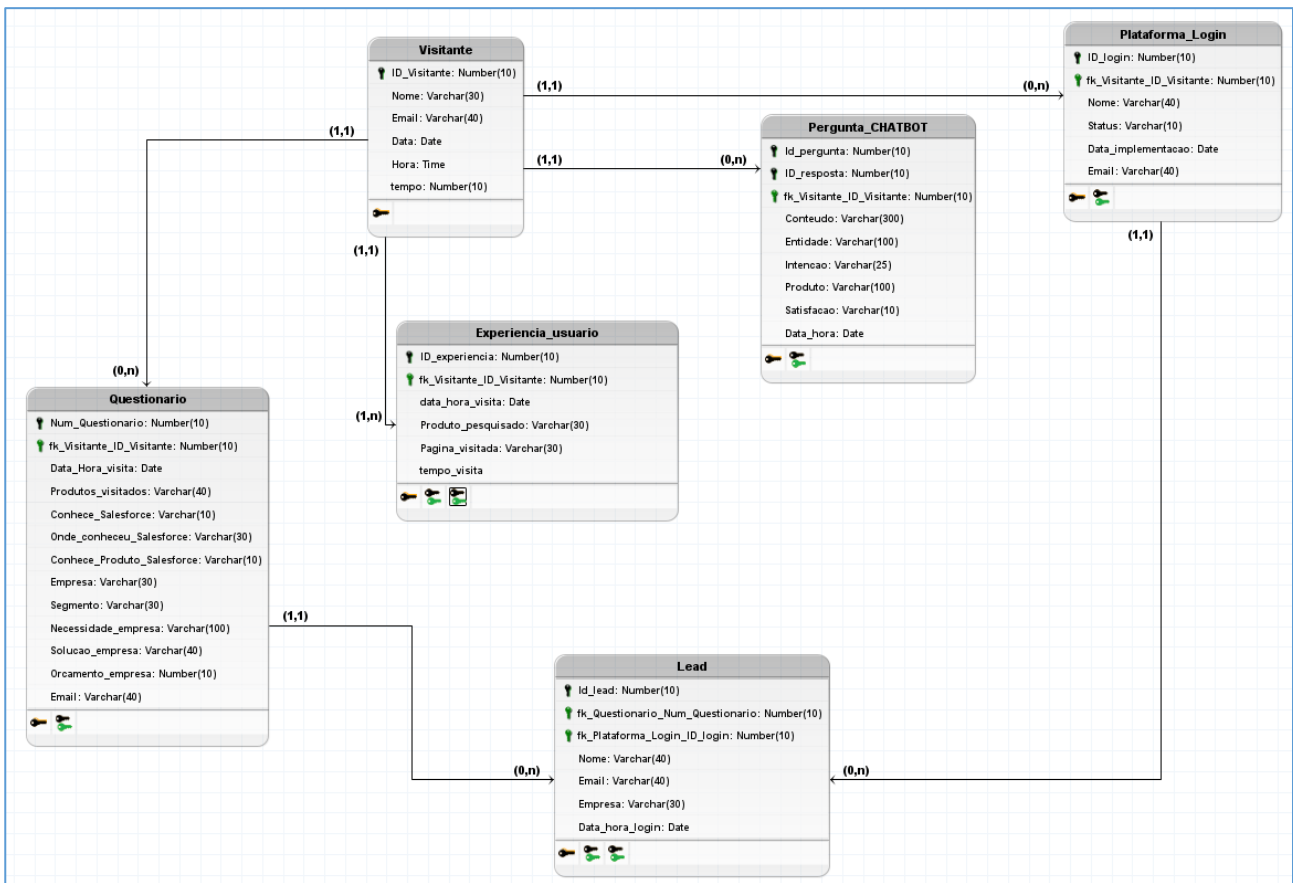 Visitante
ID_Visitante: Number(10)
Nome: Varchar(30)
Email: Varchar(40)
Data: Date
Hora: Time
tempo: Number(10)
(1,1)
(0,n)
Plataforma_Login
ID_login: Number(10)
fk_Visitante_ID_Visitante: Number(10)
Nome: Varchar(40)
Status: Varchar(10)
Data_implementacao: Date
Email: Varchar(40)
(1,1)
(1,1)
(0,n)
Pergunta_CHATBOT
Id_pergunta: Number(10)
ID_resposta: Number(10)
fk_Visitante_ID_Visitante: Number(10)
Conteudo: Varchar(300)
Entidade: Varchar(100)
Intencao: Varchar(25)
Produto: Varchar(100)
Satisfacao: Varchar(10)
Data_hora: Date
(1,1)
(1,1)
(1,n)
Experiencia_usuario
ID_experiencia: Number(10)
fk_Visitante_ID_Visitante: Number(10)
data_hora_visita: Date
Produto_pesquisado: Varchar(30)
Pagina_visitada: Varchar(30)
tempo_visita
(0,n)
Questionario
Num_Questionario: Number(10)
fk_Visitante_ID_Visitante: Number(10)
Data_Hora_visita: Date
Produtos_visitados: Varchar(40)
Conhece_Salesforce: Varchar(10)
Onde_conheceu_Salesforce: Varchar(30)
Conhece_Produto_Salesforce: Varchar(10)
Empresa: Varchar(30)
Segmento: Varchar(30)
Necessidade_empresa: Varchar(100)
Solucao_empresa: Varchar(40)
Orcamento_empresa: Number(10)
Email: Varchar(40)
(1,1)
(0,n)
Lead
Id_lead: Number(10)
fk_Questionario_Num_Questionario: Number(10)
fk_Plataforma_Login_ID_login: Number(10)
Nome: Varchar(40)
Email: Varchar(40)
Empresa: Varchar(30)
Data_hora_login: Date
(0,n)